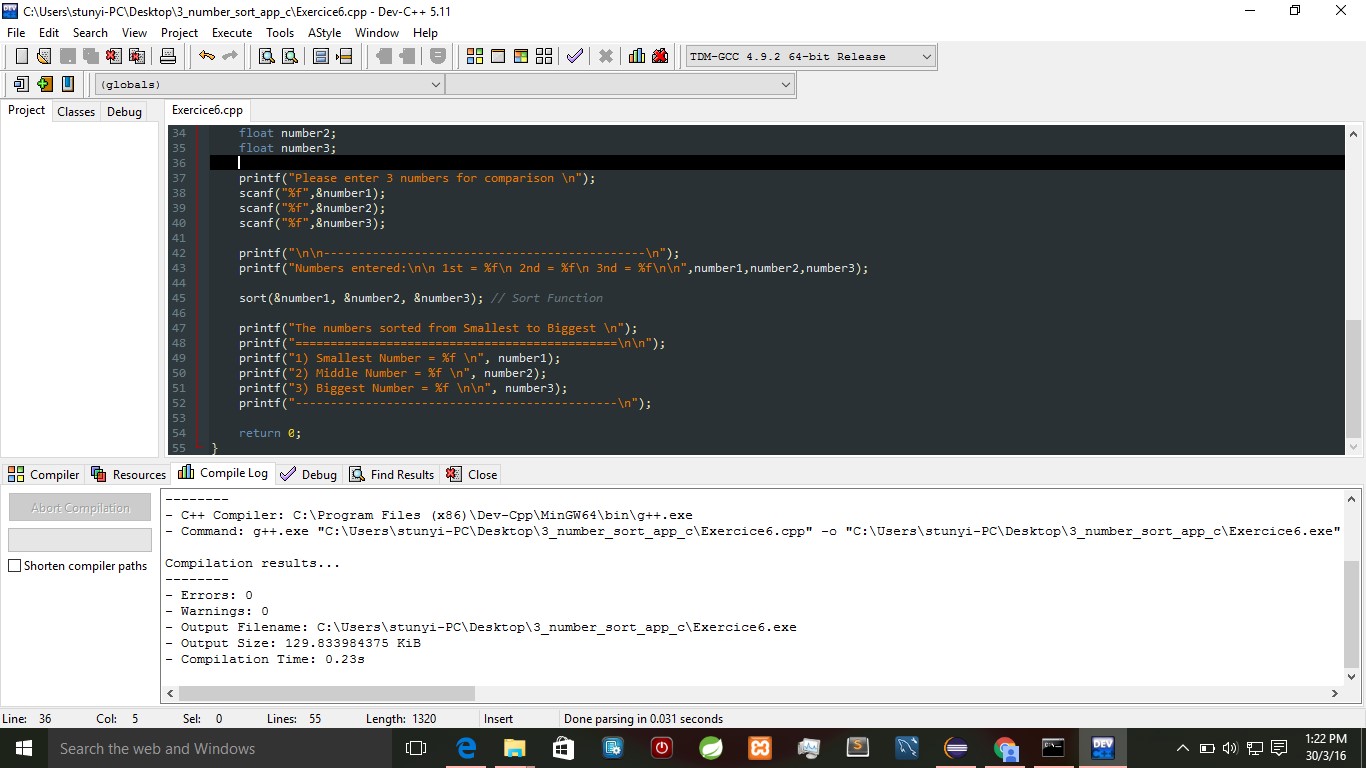 C:\Users\stunyi-PC\Desktop\3_number_sort_app_c\Exercice6.cpp - Dev-C++ 5.11
File Edit Search View Project Execute Tools AStyle Window Help
TDM-GCC 4.9.2 64-bit Release
(globals)
Project Classes Debug
Exercice6.cpp
34 float number2;
35 float number3;
36
37 printf("Please enter 3 numbers for comparison \n");
38 scanf("%f",&number1);
39 scanf("%f",&number2);
40 scanf("%f",&number3);
41
42 printf("\n\n----------------------------------------------\n");
43 printf("Numbers entered:\n\n 1st = %f\n 2nd = %f\n 3nd = %f\n\n",number1,number2,number3);
44
45 sort(&number1, &number2, &number3); // Sort Function
46
47 printf("The numbers sorted from Smallest to Biggest \n");
48 printf("==============================================\n\n");
49 printf("1) Smallest Number = %f \n", number1);
50 printf("2) Middle Number = %f \n", number2);
51 printf("3) Biggest Number = %f \n\n", number3);
52 printf("----------------------------------------------\n");
53
54 return 0;
55 }
Compiler Resources Compile Log Debug Find Results Close
Abort Compilation
Shorten compiler paths
--------
- C++ Compiler: C:\Program Files (x86)\Dev-Cpp\MinGW64\bin\g++.exe
- Command: g++.exe "C:\Users\stunyi-PC\Desktop\3_number_sort_app_c\Exercice6.cpp" -o "C:\Users\stunyi-PC\Desktop\3_number_sort_app_c\Exercice6.exe"
Compilation results...
--------
- Errors: 0
- Warnings: 0
- Output Filename: C:\Users\stunyi-PC\Desktop\3_number_sort_app_c\Exercice6.exe
- Output Size: 129.833984375 KiB
- Compilation Time: 0.23s
Line: 36 Col: 5 Sel: 0 Lines: 55 Length: 1320 Insert Done parsing in 0.031 seconds
Search the web and Windows
DEV
1:22 PM
30/3/16